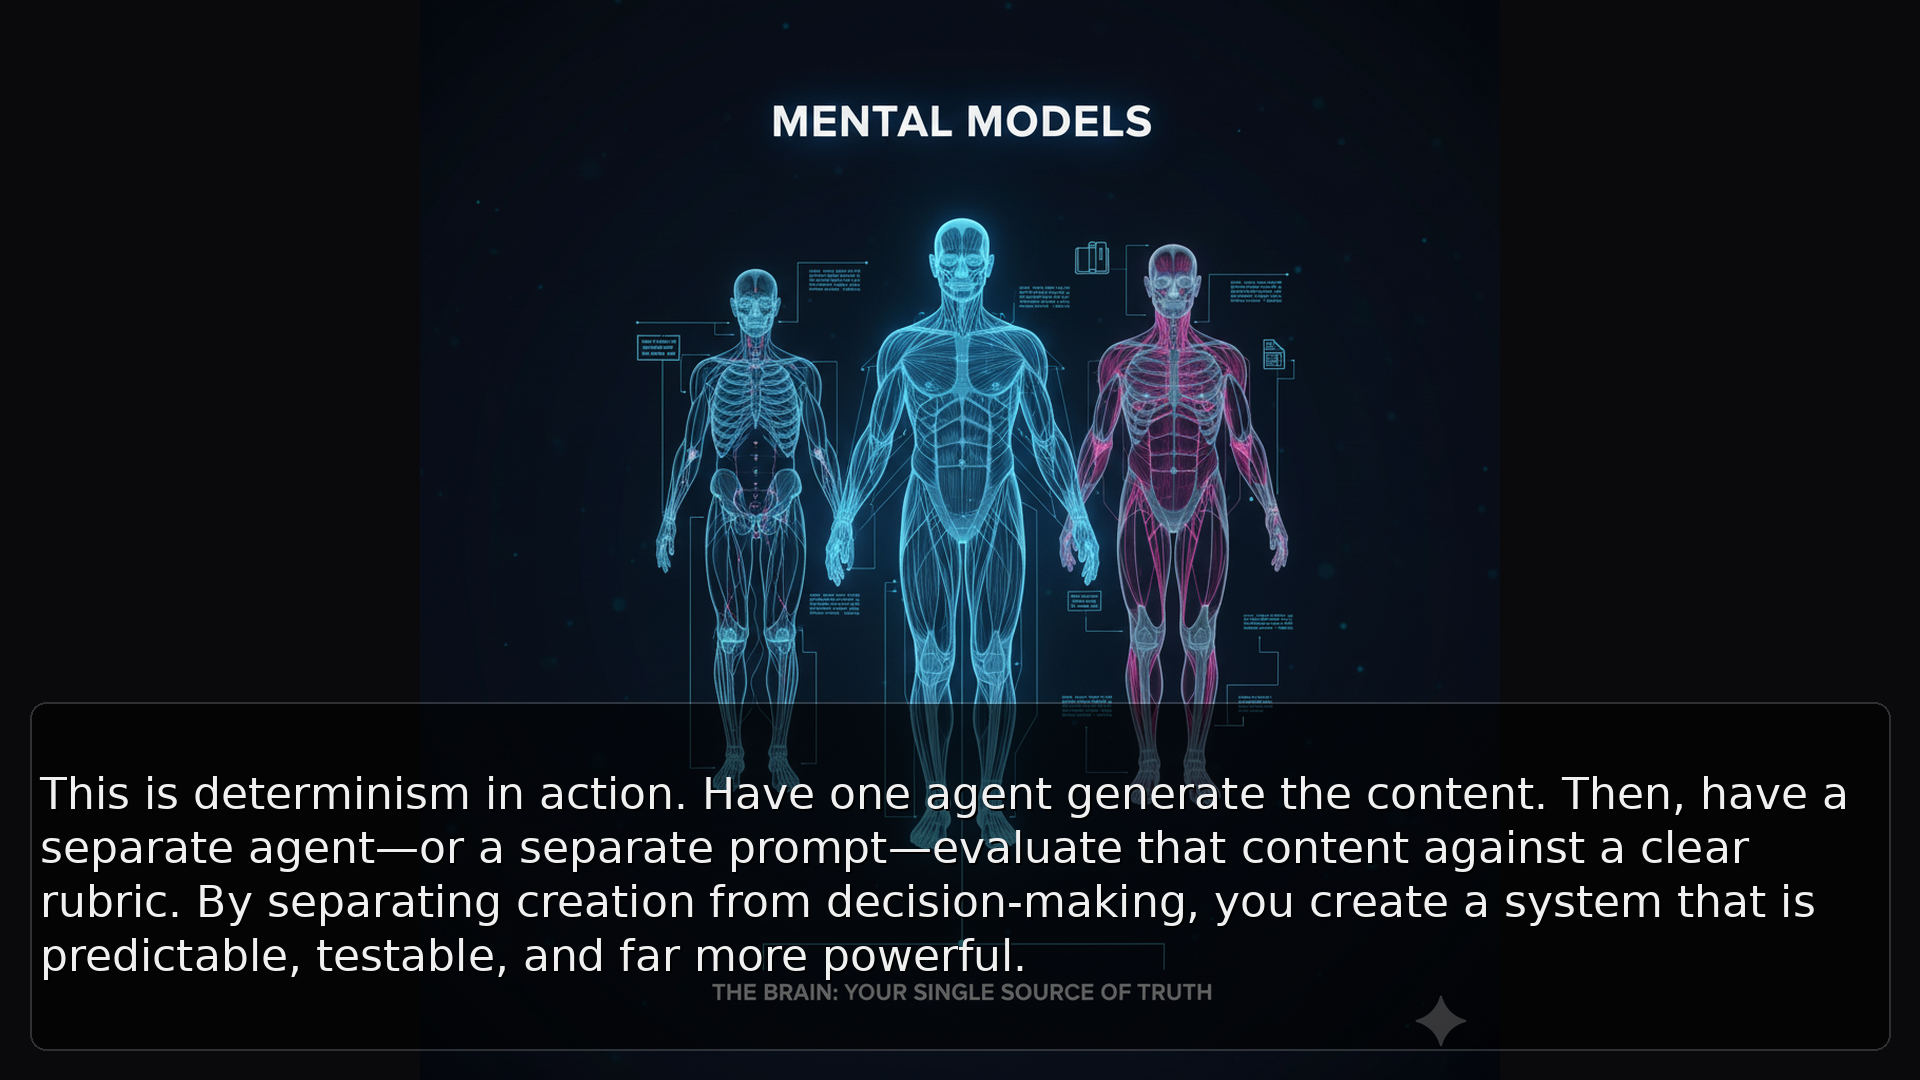 MENTAL MODELS
This is determinism in action. Have one agent generate the content. Then, have a
separate agent—or a separate prompt—evaluate that content against a clear
rubric. By separating creation from decision-making, you create a system that is
predictable, testable, and far more powerful.
THE BRAIN: YOUR SINGLE SOURCE OF TRUTH